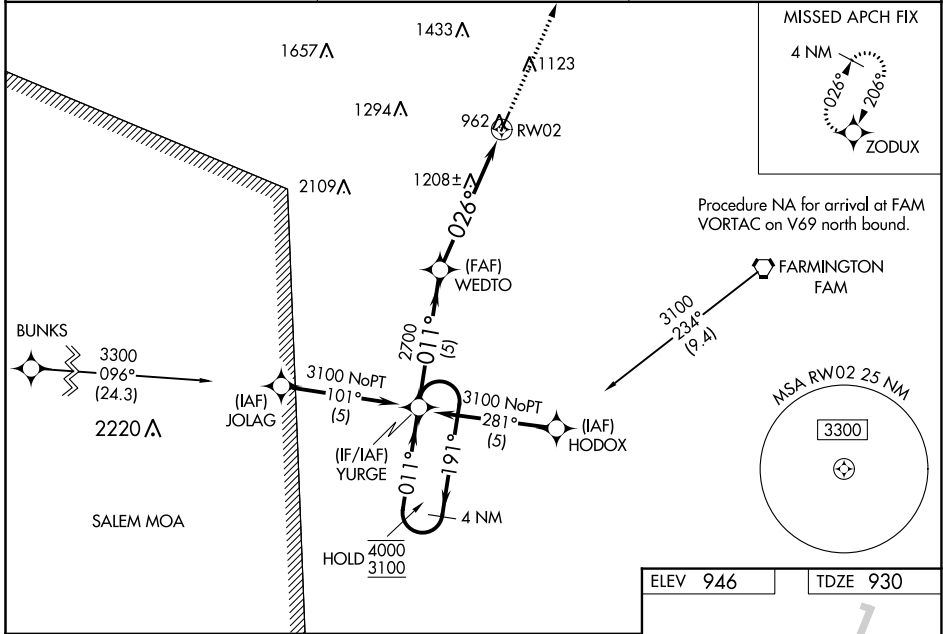 MISSED APCH FIX
4 NM
026°
206°
ZODUX
1433
1657
1123
1294
962
RW02
2109
1208±
026°
Procedure NA for arrival at FAM
VORTAC on V69 north bound.
(FAF)
WEDTO
FARMINGTON
FAM
3100
234°
(9.4)
BUNKS
3300
096°
(24.3)
2220
2700
011°
(5)
3100 NoPT
101°
(5)
(IAF)
JOLAG
3100 NoPT
281°
(5)
(IAF)
HODOX
(IF/IAF)
YURGE
011°
191°
4 NM
HOLD
4000
3100
SALEM MOA
MSA RW02 25 NM
3300
ELEV 946
TDZE 930